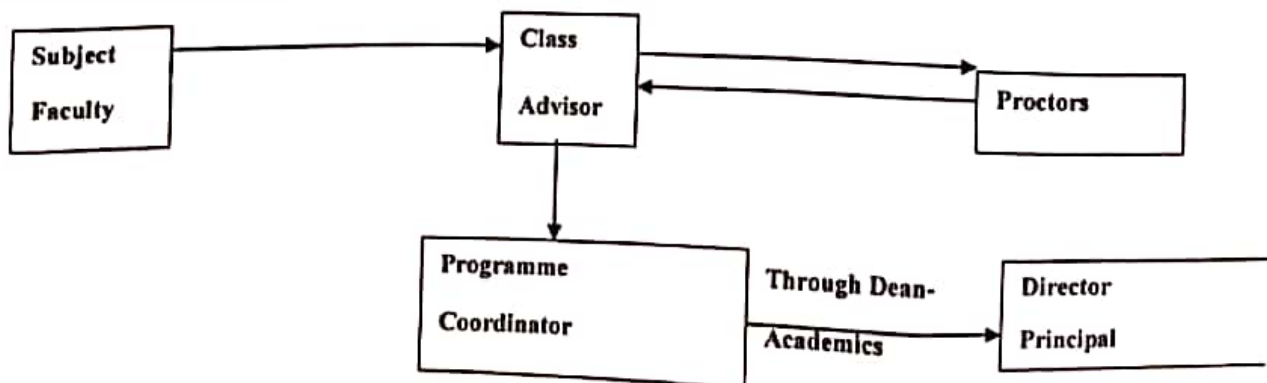 Subject
Faculty
Class
Advisor
Proctors
Programme
Coordinator
Through Dean-
Academics
Director
Principal